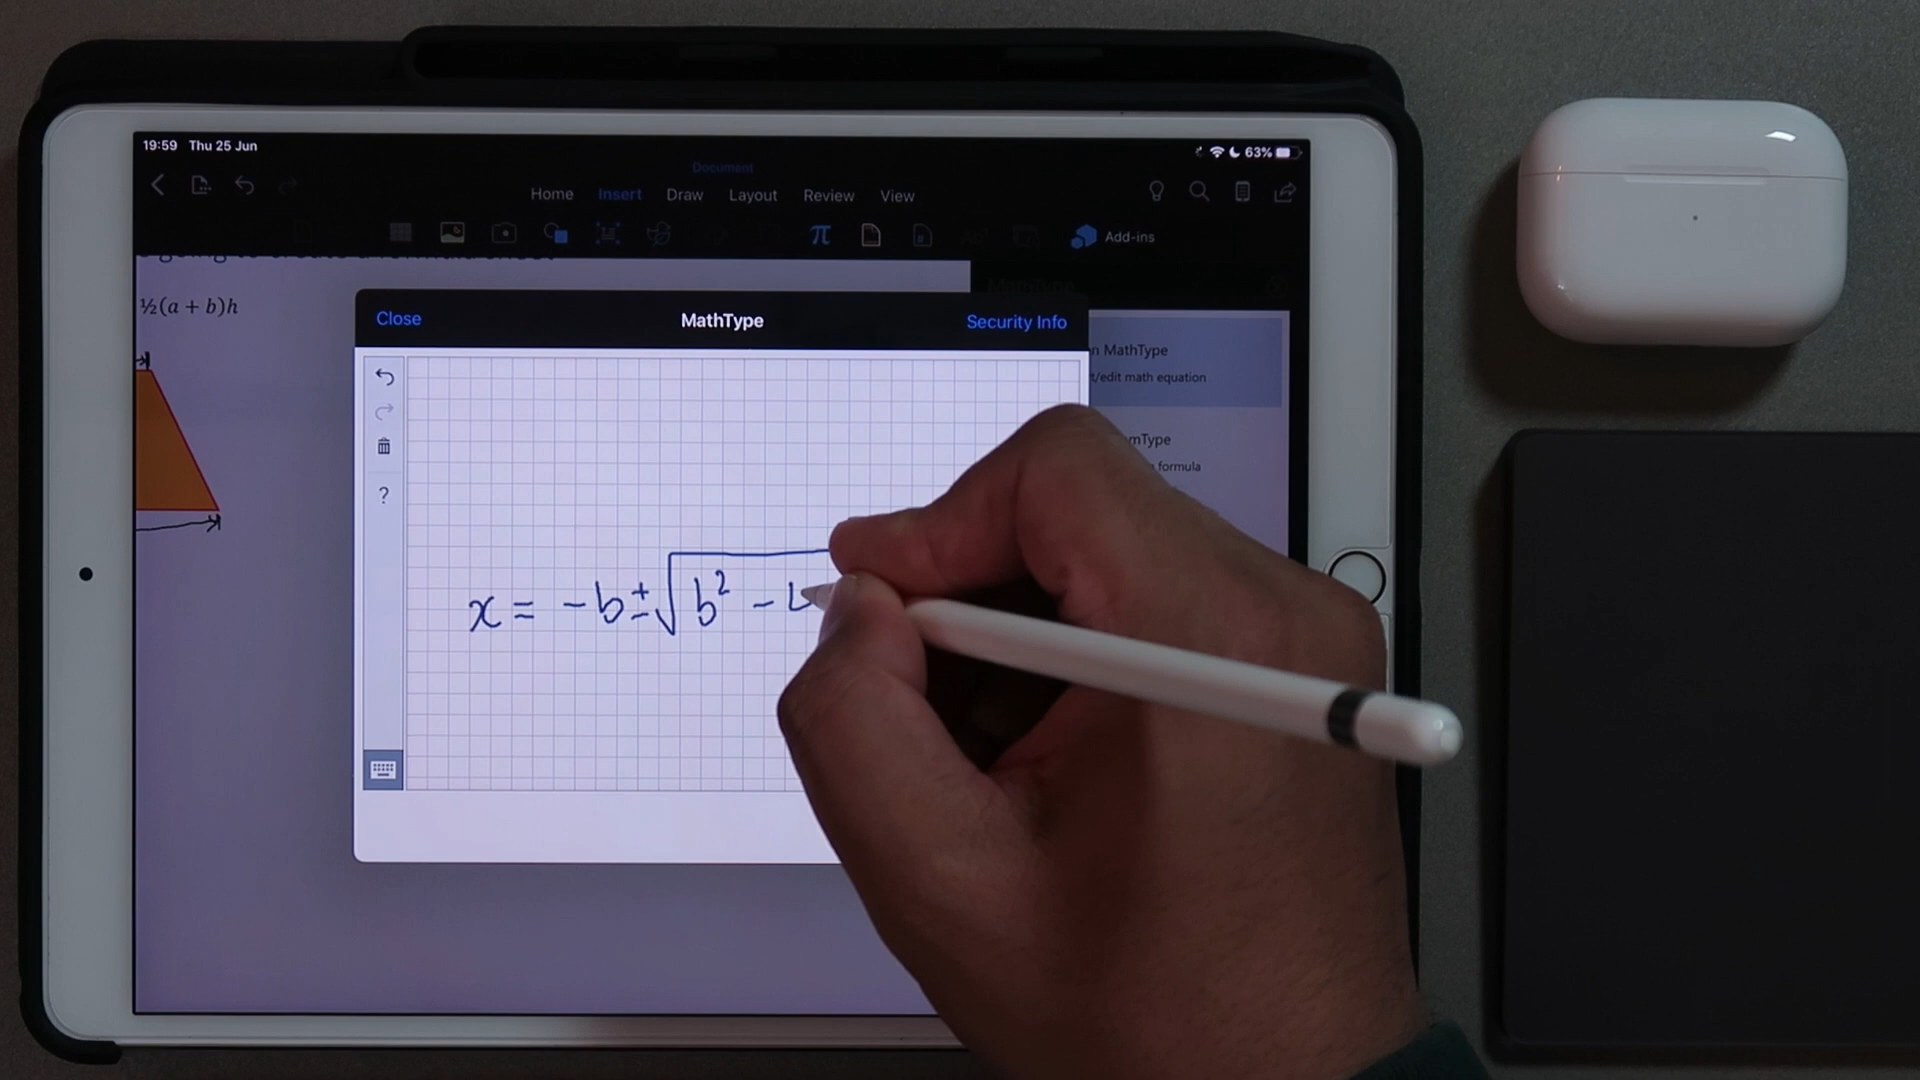 19:59 Thu 25 Jun
63%
Document
Home Insert Draw Layout Review View
π
Add-ins
½(a + b)h
Close MathType Security Info
MathType
/edit math equation
mType
formula
?
x = -b ± √b² -